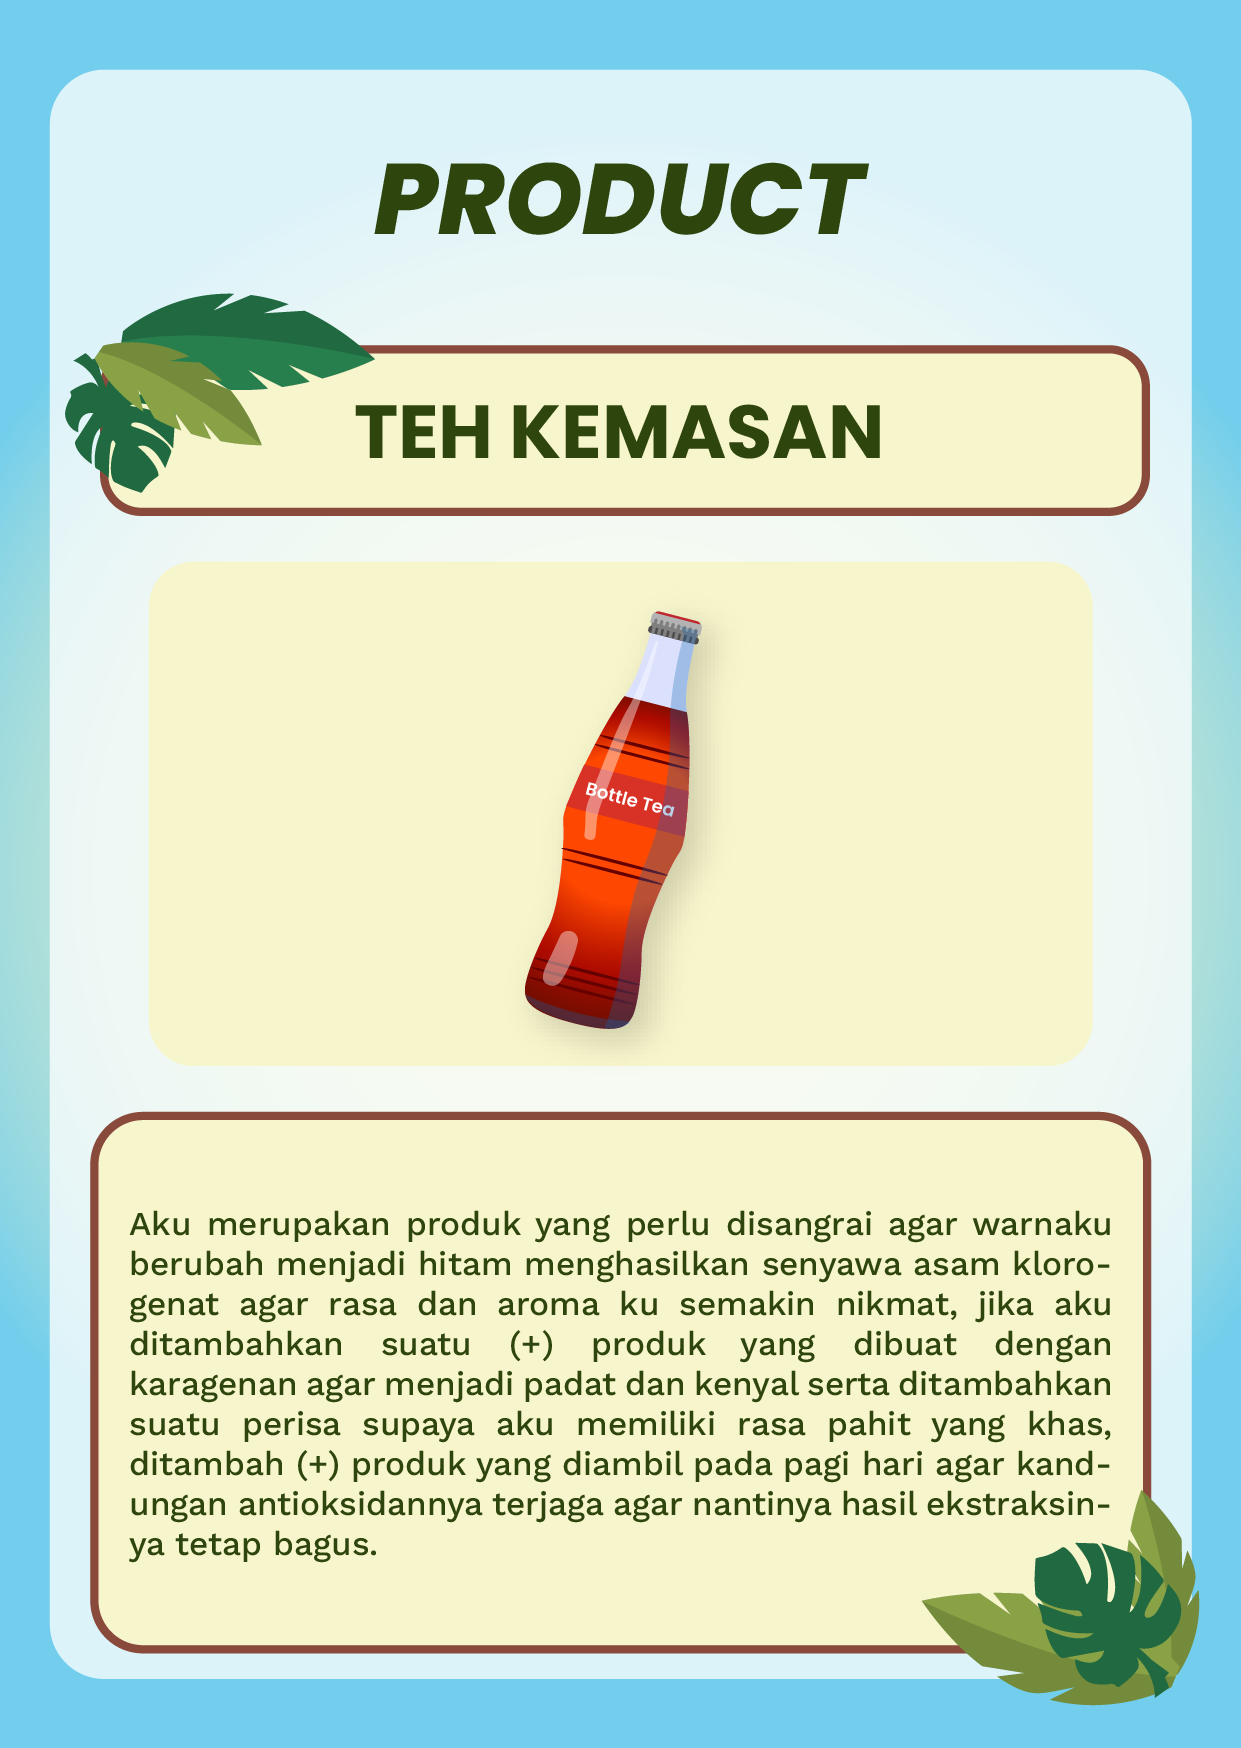 PRODUCT
TEH KEMASAN
Bottle Tea
Aku merupakan produk yang perlu disangrai agar warnaku
berubah menjadi hitam menghasilkan senyawa asam kloro-
genat agar rasa dan aroma ku semakin nikmat, jika aku
ditambahkan suatu (+) produk yang dibuat dengan
karagenan agar menjadi padat dan kenyal serta ditambahkan
suatu perisa supaya aku memiliki rasa pahit yang khas,
ditambah (+) produk yang diambil pada pagi hari agar kand-
ungan antioksidannya terjaga agar nantinya hasil ekstraksin-
ya tetap bagus.